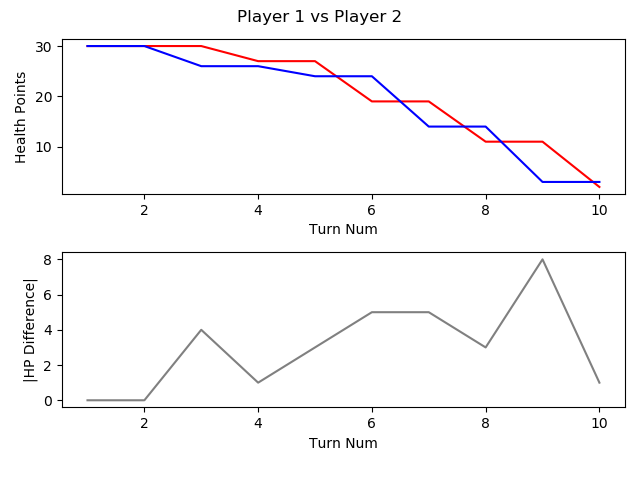 Player 1 vs Player 2
30
20
10
Health Points
2 4 6 8 10
Turn Num
8
6
4
2
0
|HP Difference|
2 4 6 8 10
Turn Num